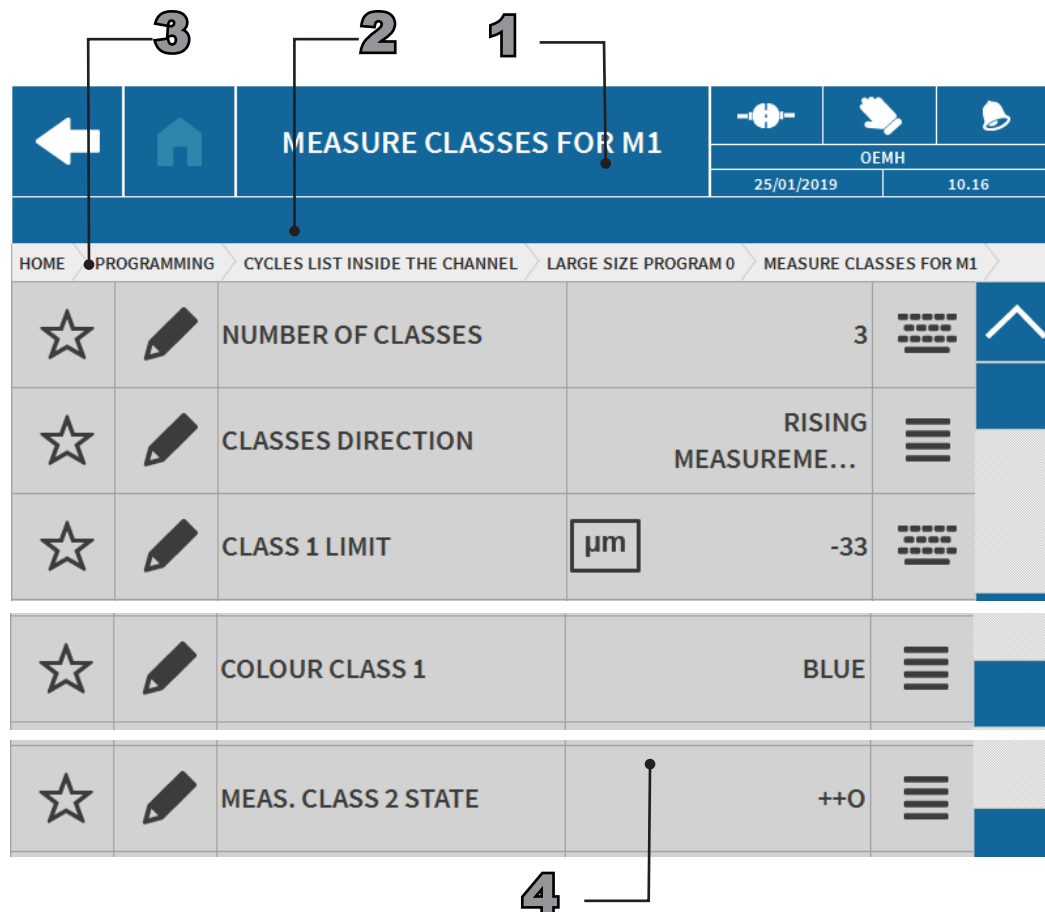 3 2 1
MEASURE CLASSES FOR M1
OEMH
25/01/2019 10.16
HOME PROGRAMMING CYCLES LIST INSIDE THE CHANNEL LARGE SIZE PROGRAM 0 MEASURE CLASSES FOR M1
NUMBER OF CLASSES 3
CLASSES DIRECTION RISING
MEASUREME...
CLASS 1 LIMIT µm -33
COLOUR CLASS 1 BLUE
MEAS. CLASS 2 STATE ++O
4